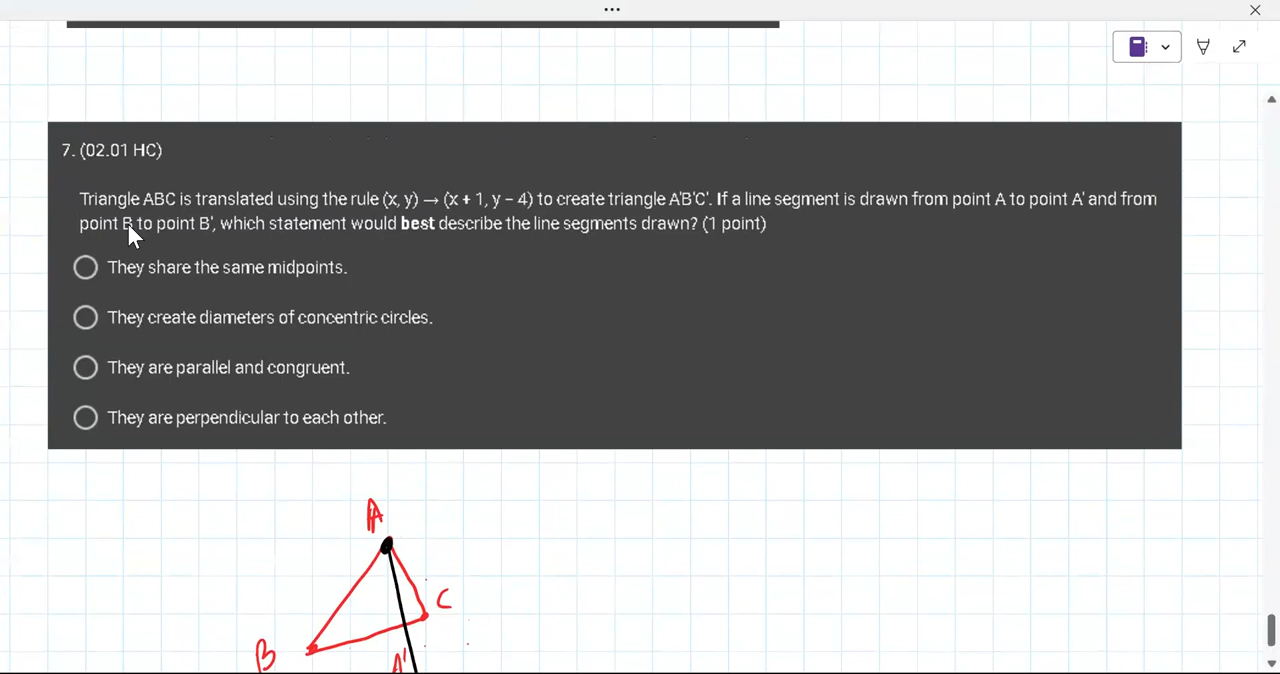 7. (02.01 HC)
Triangle ABC is translated using the rule (x, y) → (x + 1, y − 4) to create triangle A'B'C'. If a line segment is drawn from point A to point A' and from
point B to point B', which statement would best describe the line segments drawn? (1 point)
They share the same midpoints.
They create diameters of concentric circles.
They are parallel and congruent.
They are perpendicular to each other.
A
C
B
A'